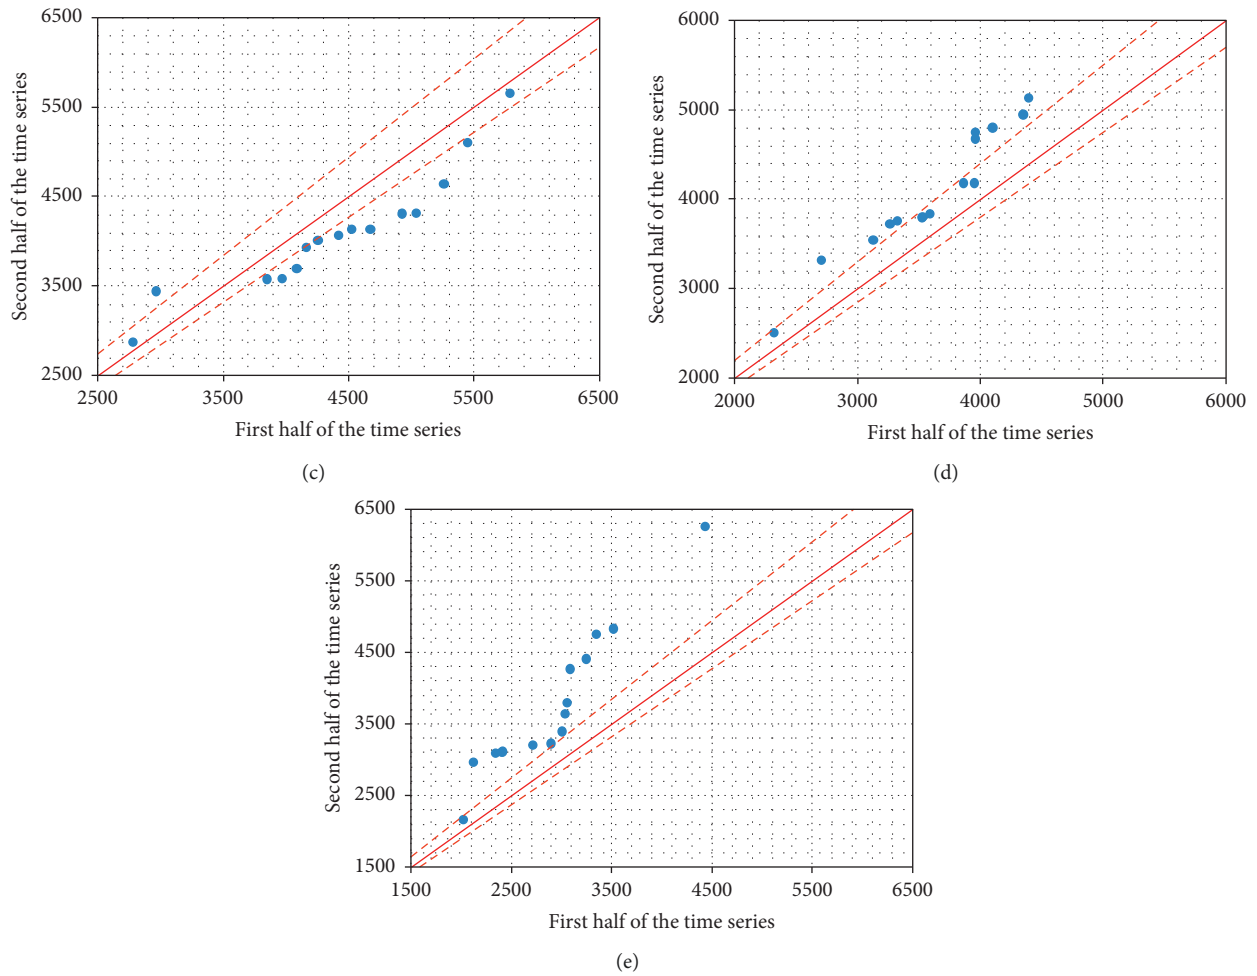 6500
5500
4500
3500
2500
Second half of the time series
2500 3500 4500 5500 6500
First half of the time series
(c)
6000
5000
4000
3000
2000
Second half of the time series
2000 3000 4000 5000 6000
First half of the time series
(d)
6500
5500
4500
3500
2500
1500
Second half of the time series
1500 2500 3500 4500 5500 6500
First half of the time series
(e)